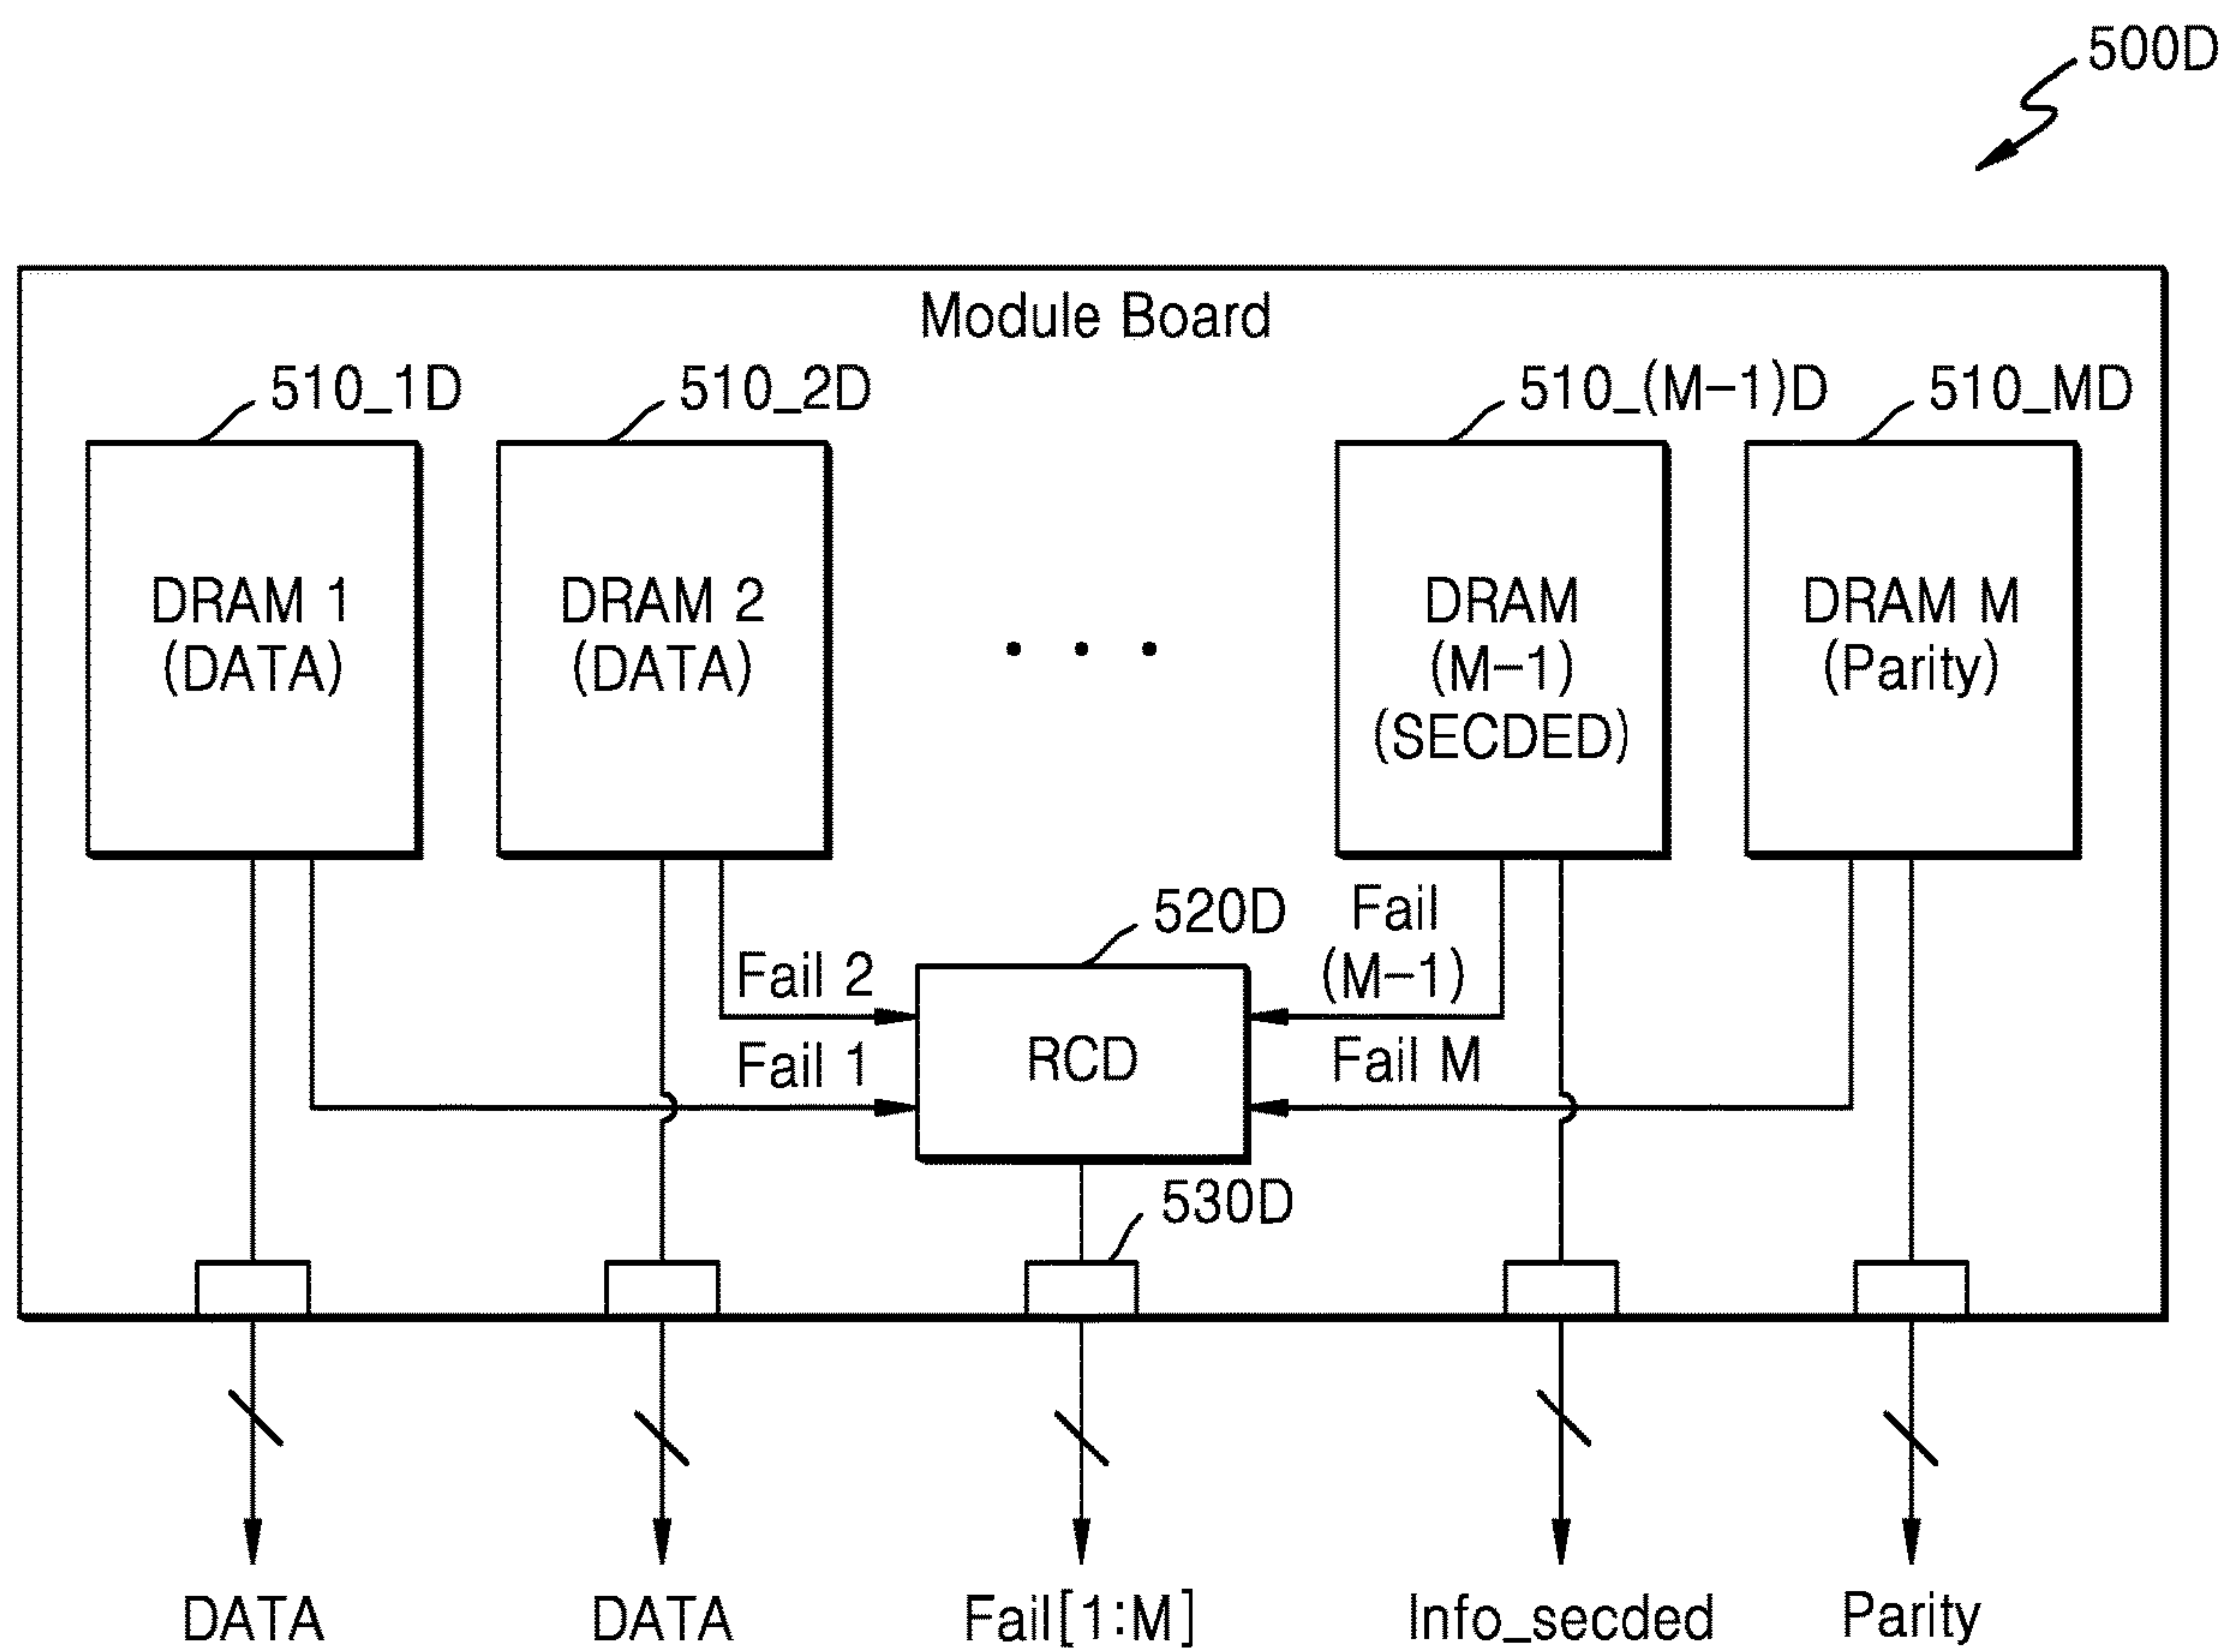 500D
Module Board
510_1D
510_2D
510_(M-1)D
510_MD
DRAM 1
(DATA)
DRAM 2
(DATA)
DRAM
(M-1)
(SECDED)
DRAM M
(Parity)
520D
Fail
(M-1)
Fail 2
Fail 1
RCD
Fail M
530D
DATA
DATA
Fail[1:M]
Info_secded
Parity